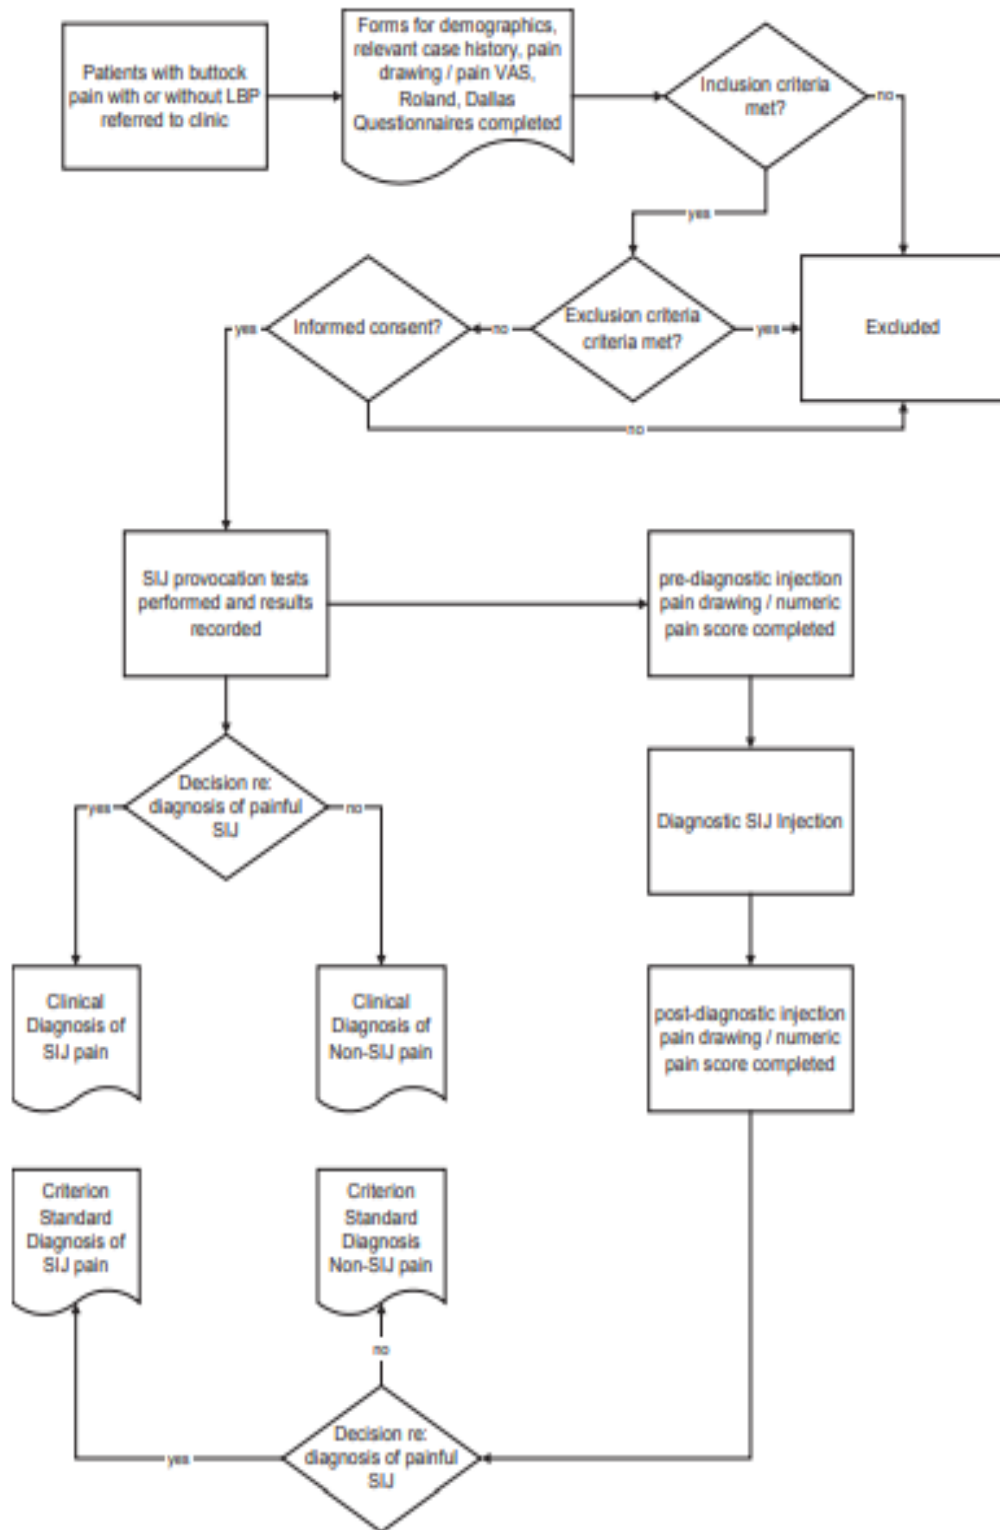 Patients with buttock
pain with or without LBP
referred to clinic
Forms for demographics,
relevant case history, pain
drawing / pain VAS,
Roland, Dallas
Questionnaires completed
Inclusion criteria
met?
no
yes
Informed consent?
Exclusion criteria
criteria met?
Excluded
yes
no
yes
no
SIJ provocation tests
performed and results
recorded
pre-diagnostic injection
pain drawing / numeric
pain score completed
Decision re:
diagnosis of painful
SIJ
yes
no
Diagnostic SIJ Injection
Clinical
Diagnosis of
SIJ pain
Clinical
Diagnosis of
Non-SIJ pain
post-diagnostic injection
pain drawing / numeric
pain score completed
Criterion
Standard
Diagnosis of
SIJ pain
Criterion
Standard
Diagnosis
Non-SIJ pain
no
Decision re:
diagnosis of painful
SIJ
yes